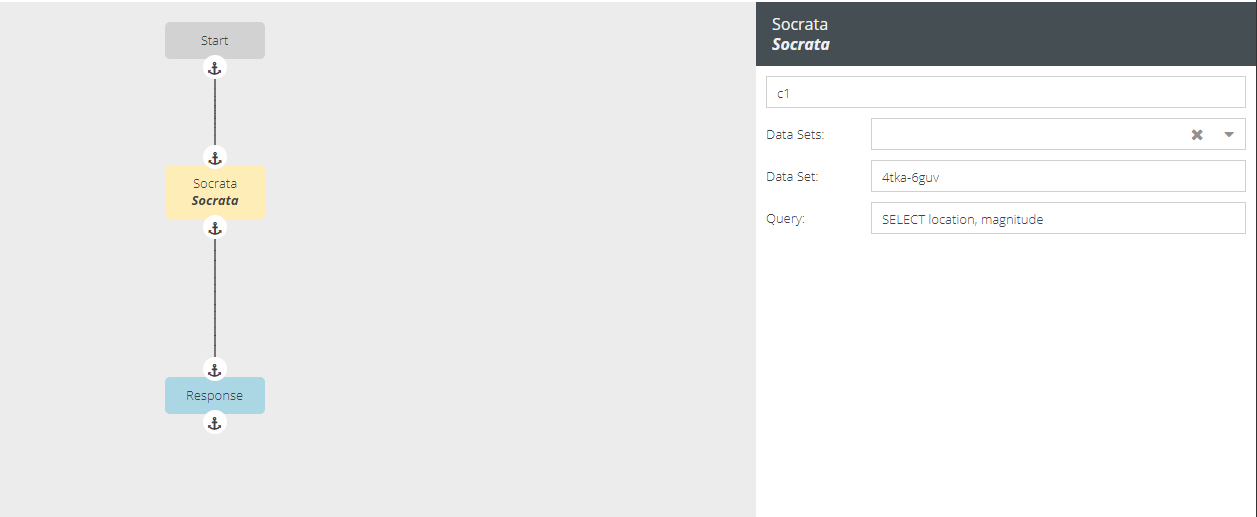 Start
Socrata
Socrata
Response
Socrata
Socrata
c1
Data Sets:
Data Set: 4tka-6guv
Query: SELECT location, magnitude